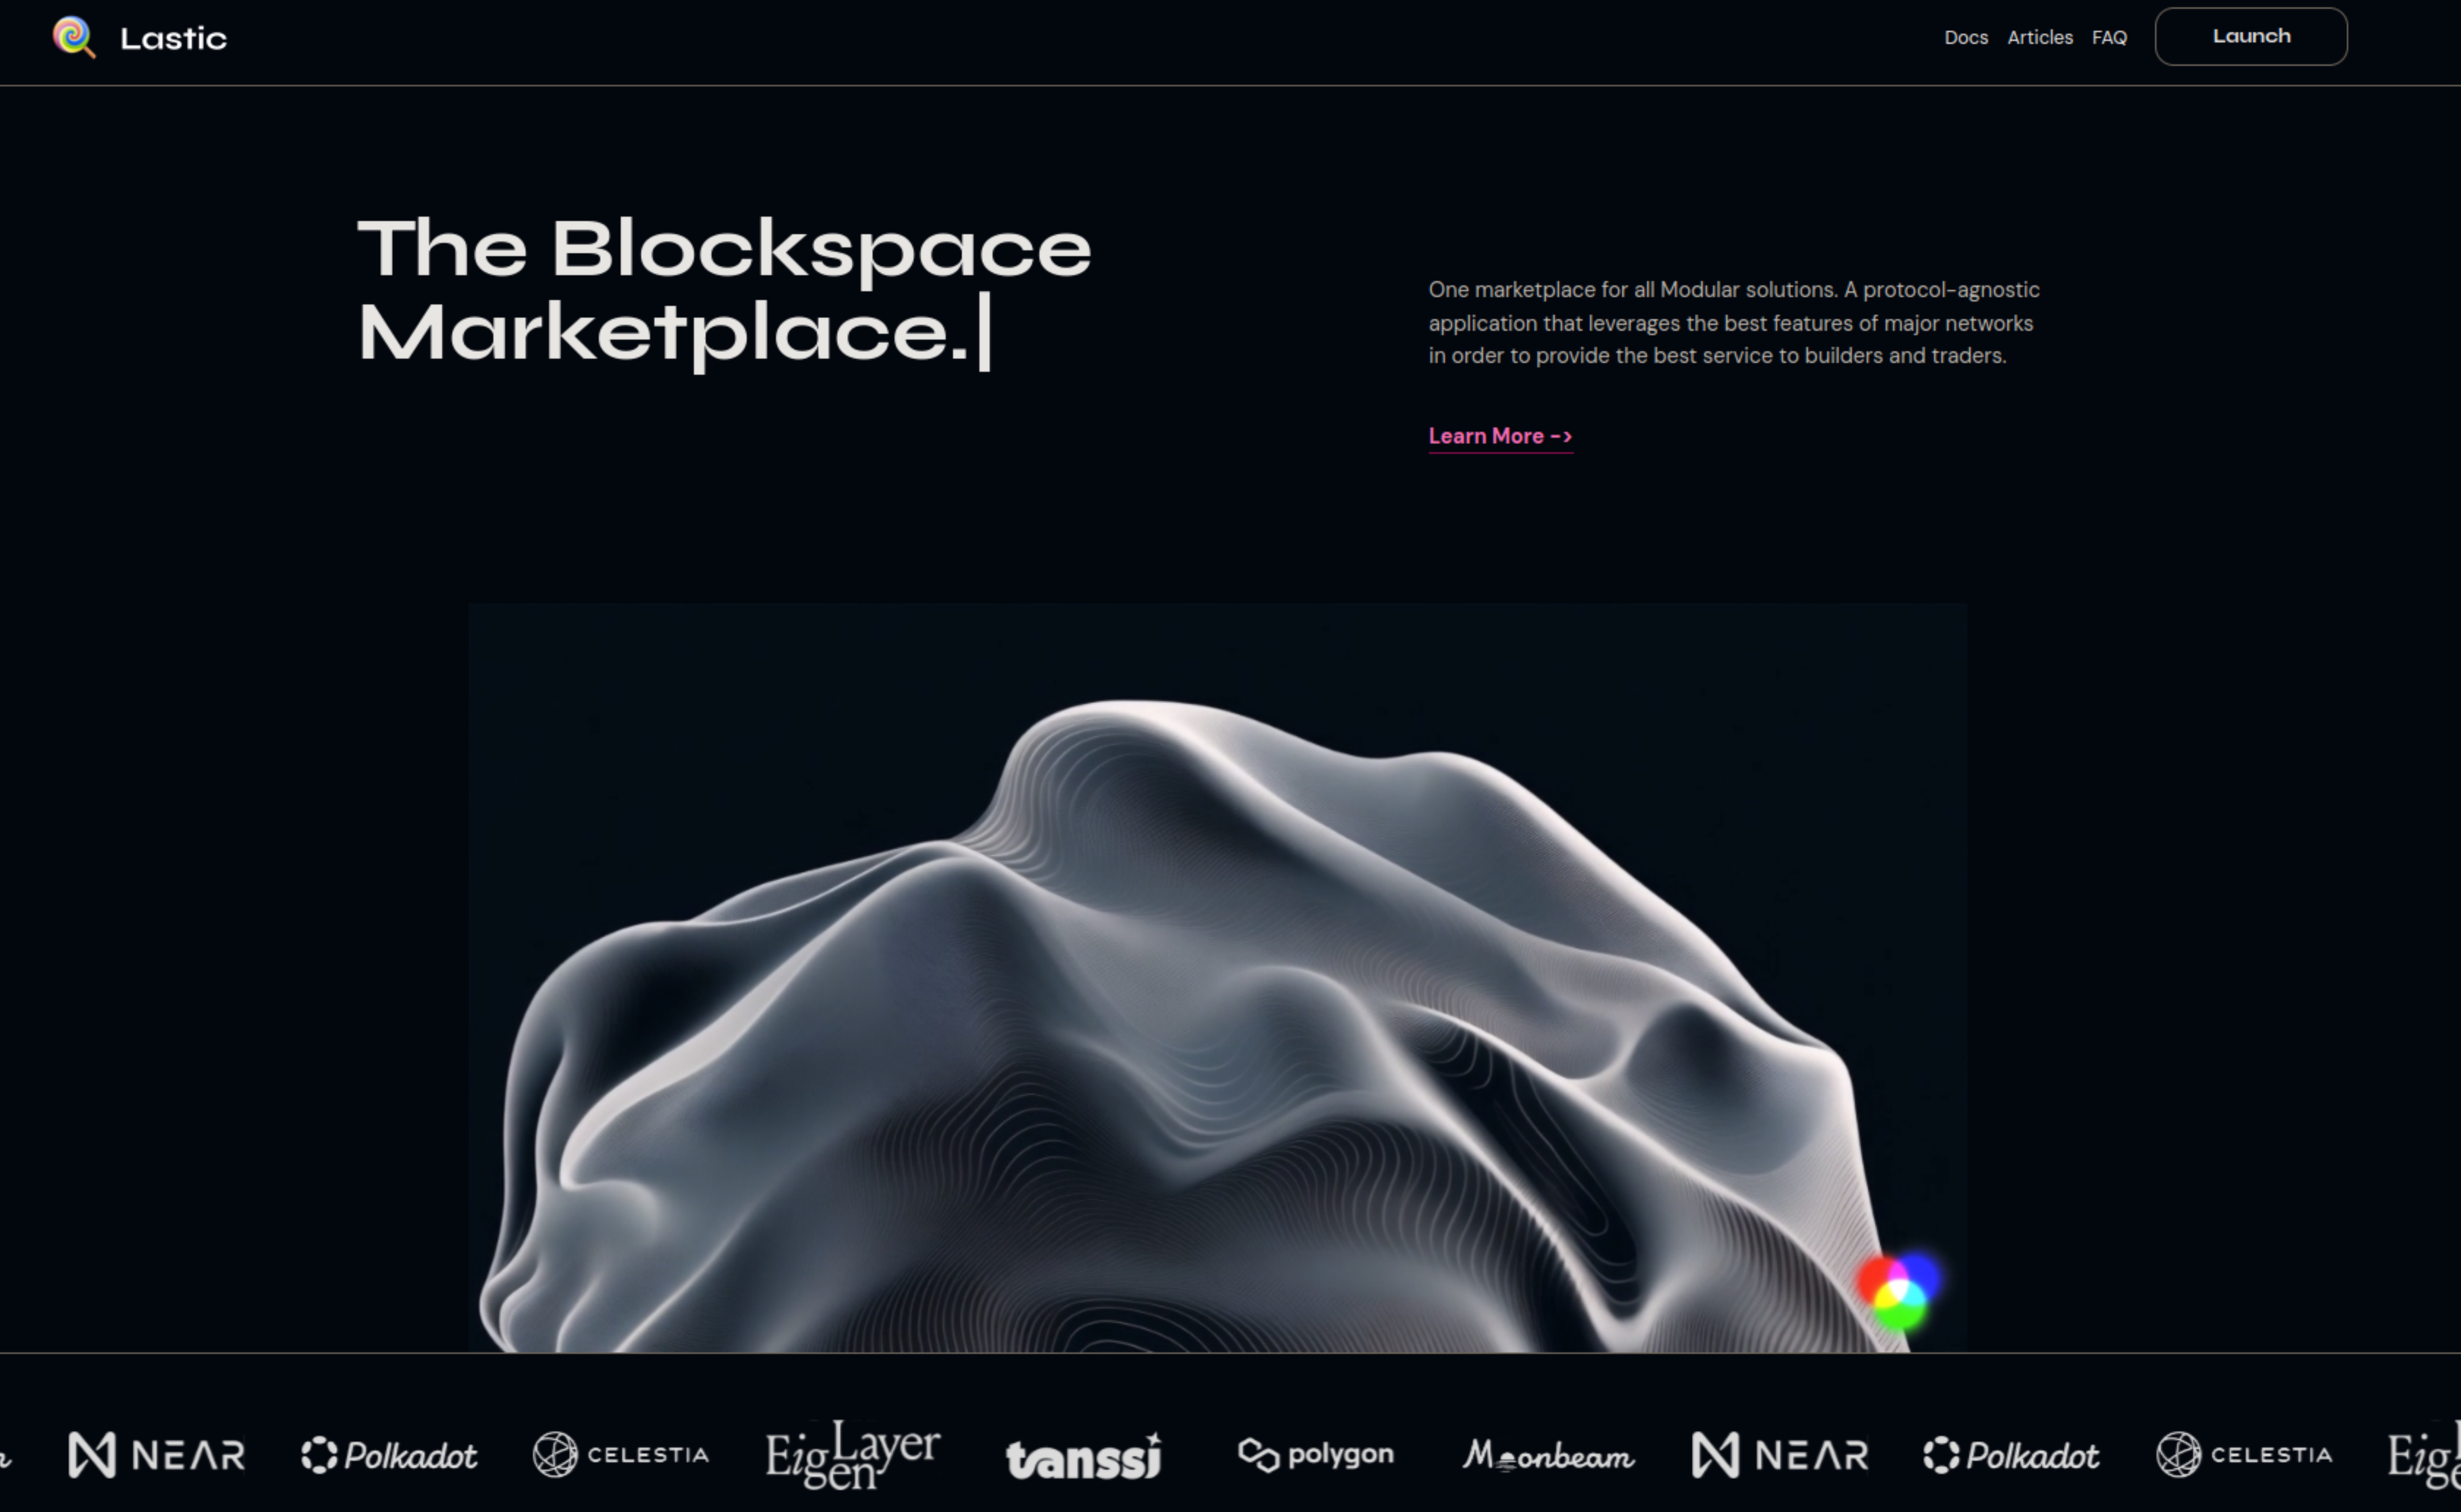 Lastic
Docs Articles FAQ Launch
The Blockspace
Marketplace.|
One marketplace for all Modular solutions. A protocol-agnostic
application that leverages the best features of major networks
in order to provide the best service to builders and traders.
Learn More ->
NEAR Polkadot CELESTIA EigenLayer tanssi polygon Moonbeam NEAR Polkadot CELESTIA